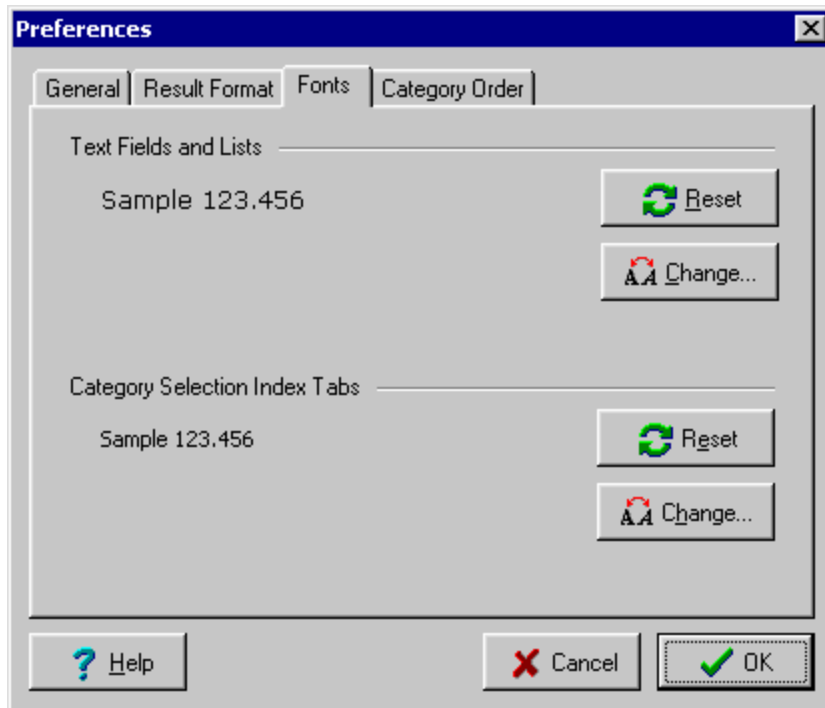 Preferences
General Result Format Fonts Category Order
Text Fields and Lists
Sample 123.456
Reset
Change...
Category Selection Index Tabs
Sample 123.456
Reset
Change...
Help Cancel OK